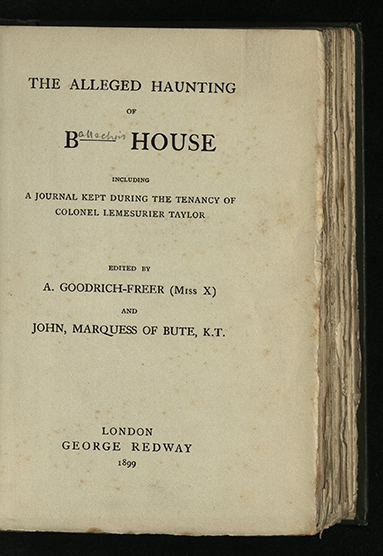 THE ALLEGED HAUNTING
OF
Ballechin HOUSE
INCLUDING
A JOURNAL KEPT DURING THE TENANCY OF
COLONEL LEMESURIER TAYLOR
EDITED BY
A. GOODRICH-FREER (MISS X)
AND
JOHN, MARQUESS OF BUTE, K.T.
LONDON
GEORGE REDWAY
1899